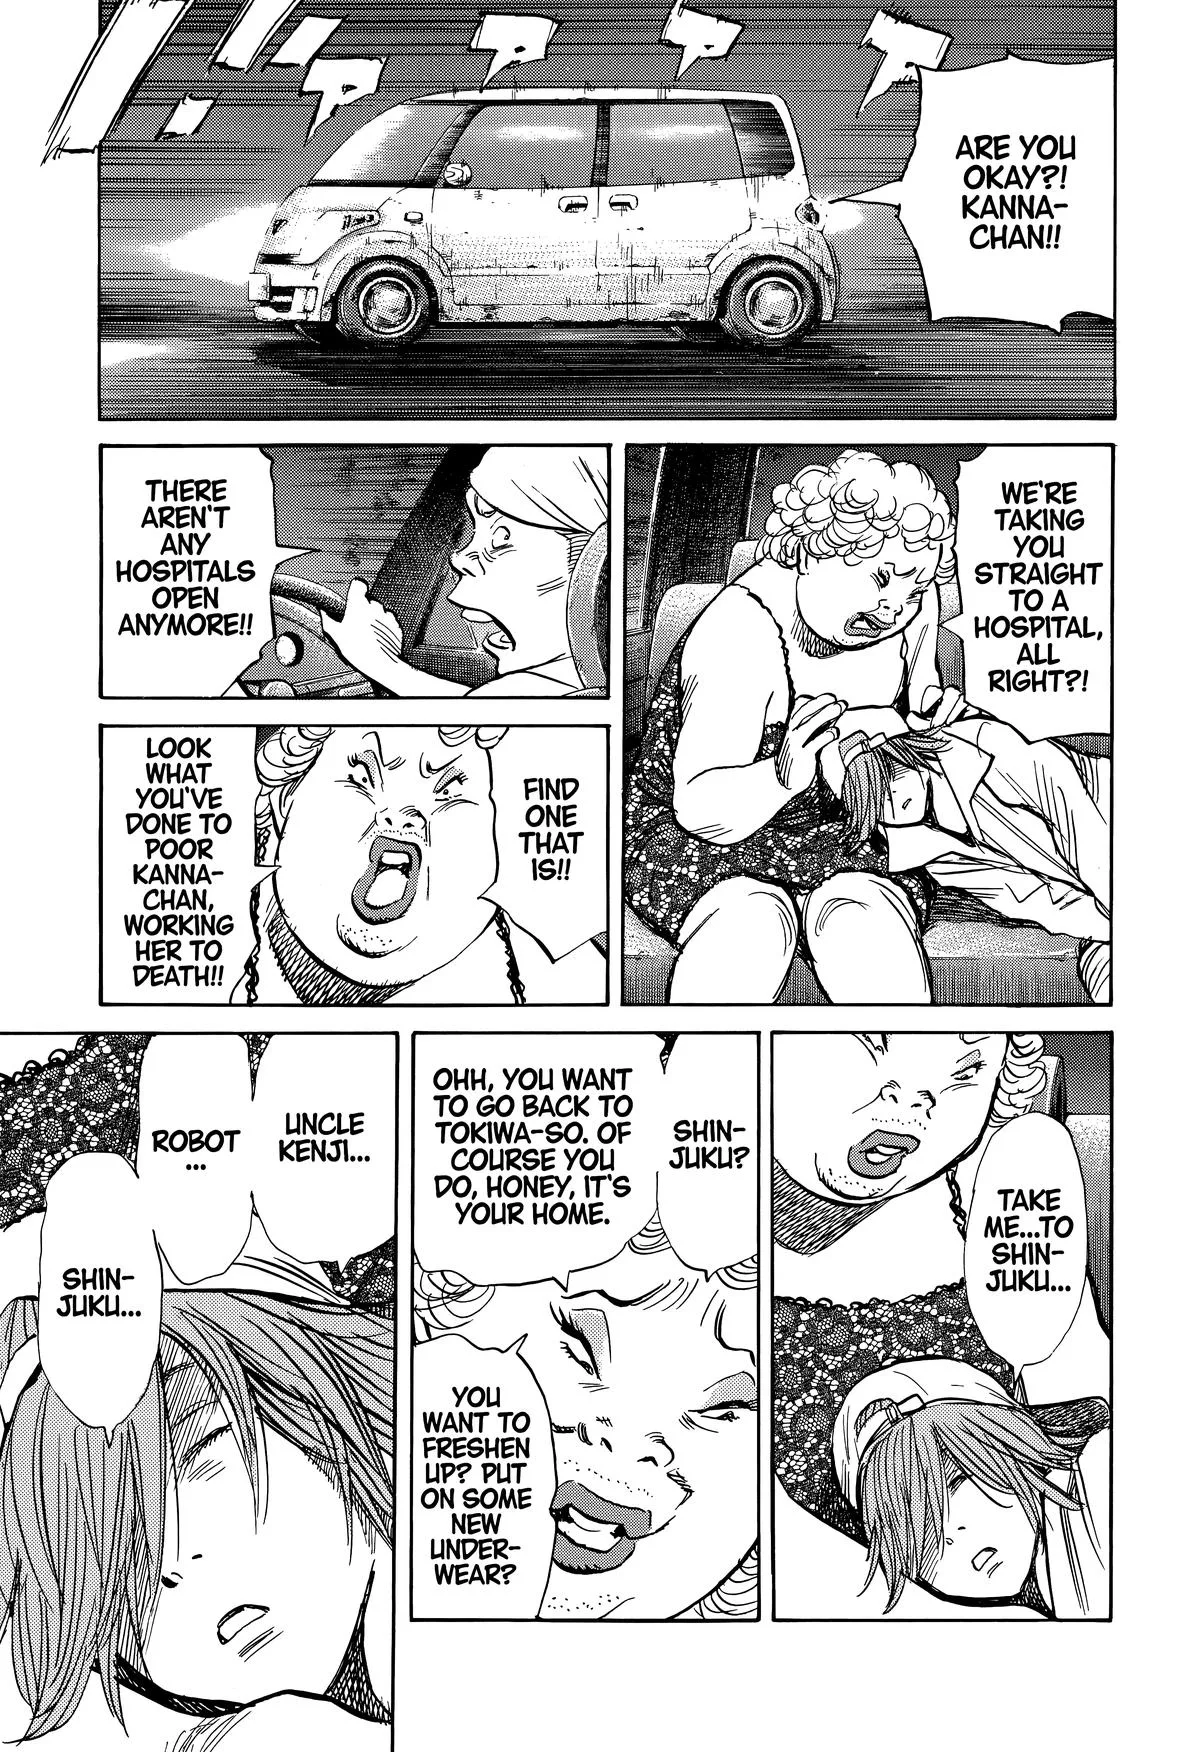 ARE YOU
OKAY?!
KANNA-
CHAN!!
WE'RE
TAKING
YOU
STRAIGHT
TO A
HOSPITAL,
ALL
RIGHT?!
THERE
AREN'T
ANY
HOSPITALS
OPEN
ANYMORE!!
FIND
ONE
THAT
IS!!
LOOK
WHAT
YOU'VE
DONE TO
POOR
KANNA-
CHAN,
WORKING
HER TO
DEATH!!
TAKE
ME...TO
SHIN-
JUKU...
SHIN-
JUKU?
OHH, YOU WANT
TO GO BACK TO
TOKIWA-SO. OF
COURSE YOU
DO, HONEY, IT'S
YOUR HOME.
YOU
WANT TO
FRESHEN
UP? PUT
ON SOME
NEW
UNDER-
WEAR?
UNCLE
KENJI...
ROBOT
...
SHIN-
JUKU...